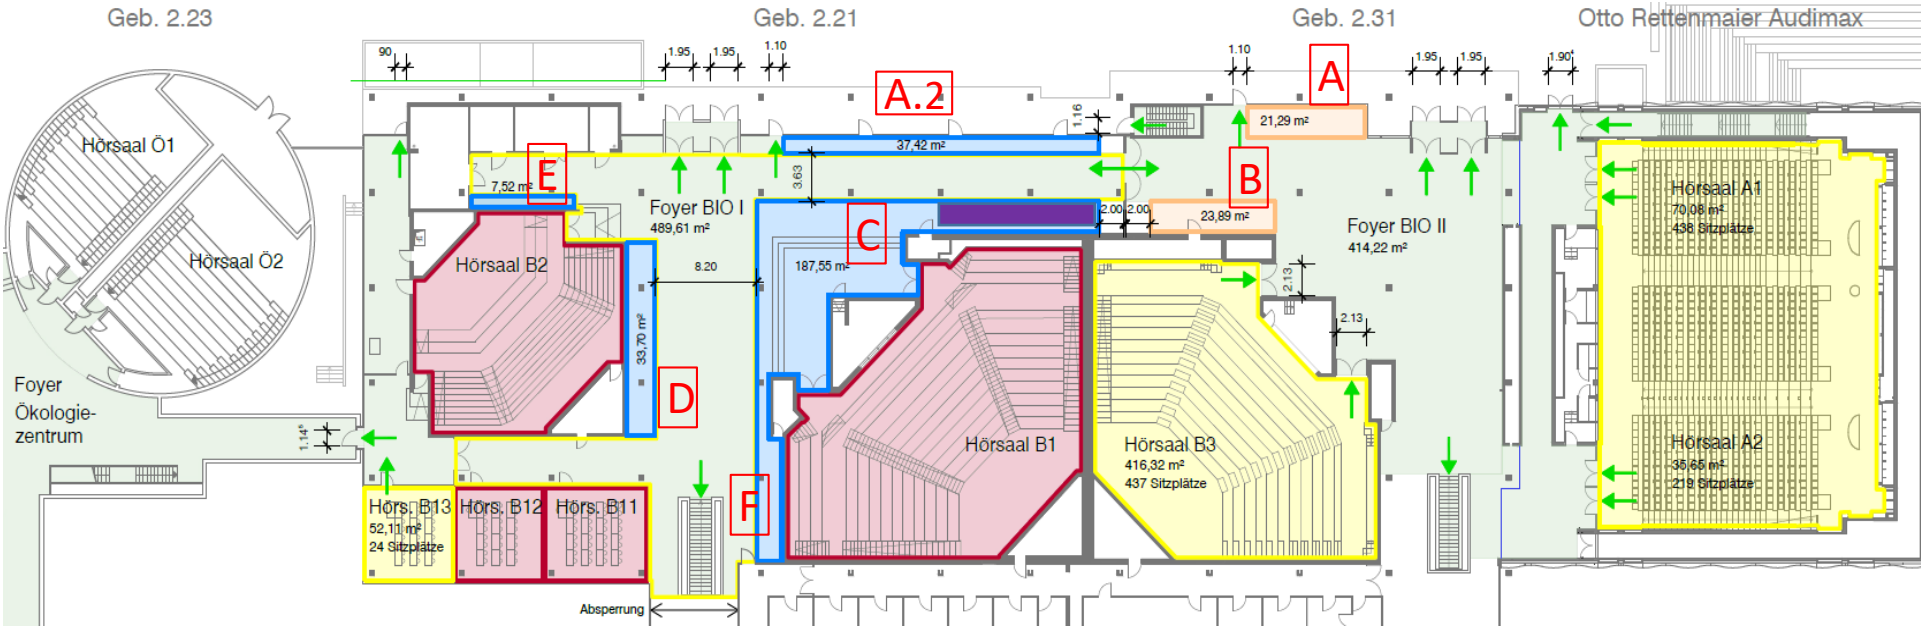 Geb. 2.23
Geb. 2.21
Geb. 2.31
Otto Rettenmaier Audimax
90
1.95
1.95
1.10
1.10
1.95
1.95
1.90⁴
A.2
A
1.16
21,29 m²
Hörsaal Ö1
37,42 m²
E
7,52 m²
3.63
B
Hörsaal A1
70,08 m²
438 Sitzplätze
Foyer BIO I
489,61 m²
C
2.00
2.00
23,89 m²
Foyer BIO II
414,22 m²
Hörsaal Ö2
Hörsaal B2
8.20
187,55 m²
2.13
33,70 m²
2.13
D
Foyer
Ökologie-
zentrum
1.14⁵
Hörsaal B1
Hörsaal B3
416,32 m²
437 Sitzplätze
Hörsaal A2
35,65 m²
219 Sitzplätze
Hörs. B13
52,11 m²
24 Sitzplätze
Hörs. B12
Hörs. B11
F
Absperrung